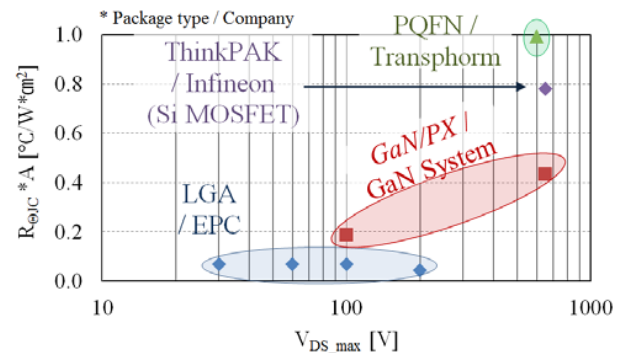 * Package type / Company
PQFN /
Transphorm
ThinkPAK
/ Infineon
(Si MOSFET)
GaN/PX |
GaN System
LGA
/ EPC
1.0
0.8
0.6
0.4
0.2
0.0
10
100
1000
RΘJC * A [°C/W*㎠]
VDS_max [V]